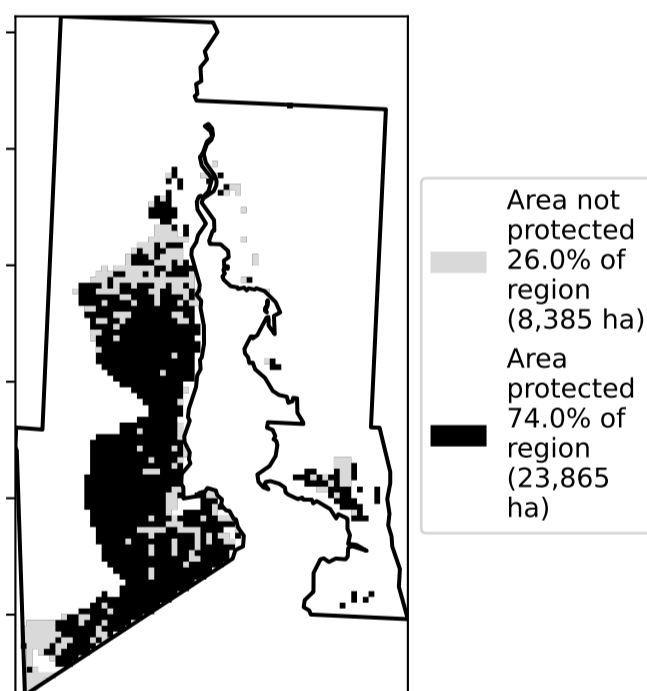 Area not
protected
26.0% of
region
(8,385 ha)
Area
protected
74.0% of
region
(23,865
ha)